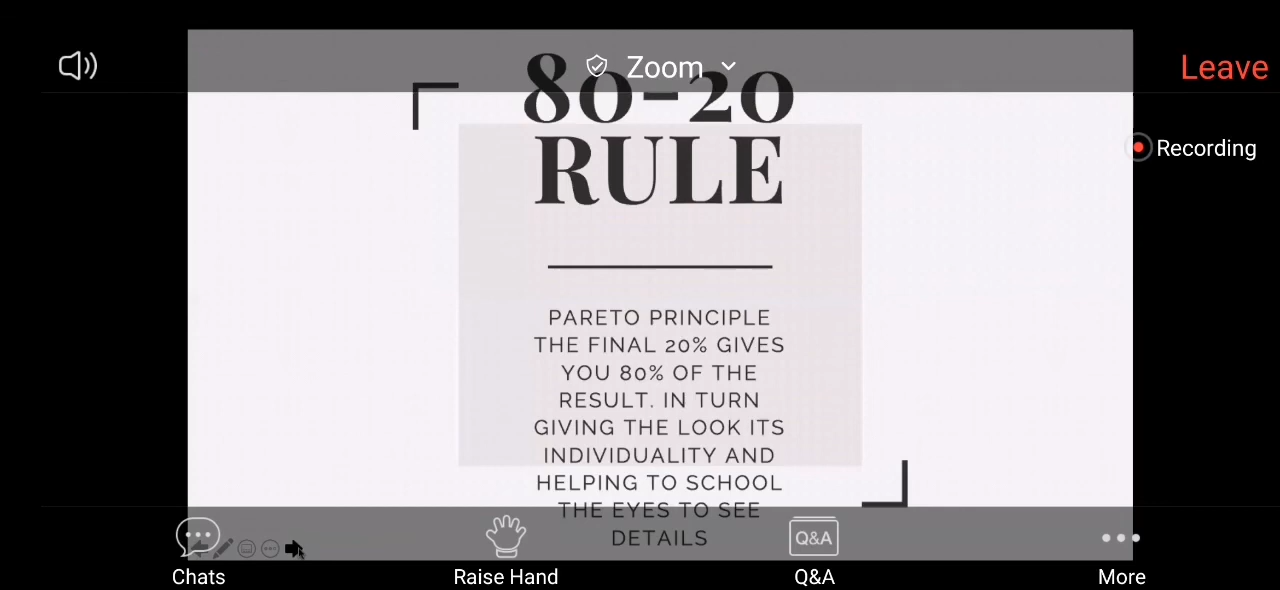 Zoom
Leave
80-20
RULE
Recording
PARETO PRINCIPLE
THE FINAL 20% GIVES
YOU 80% OF THE
RESULT. IN TURN
GIVING THE LOOK ITS
INDIVIDUALITY AND
HELPING TO SCHOOL
THE EYES TO SEE
DETAILS
Q&A
Chats
Raise Hand
Q&A
More